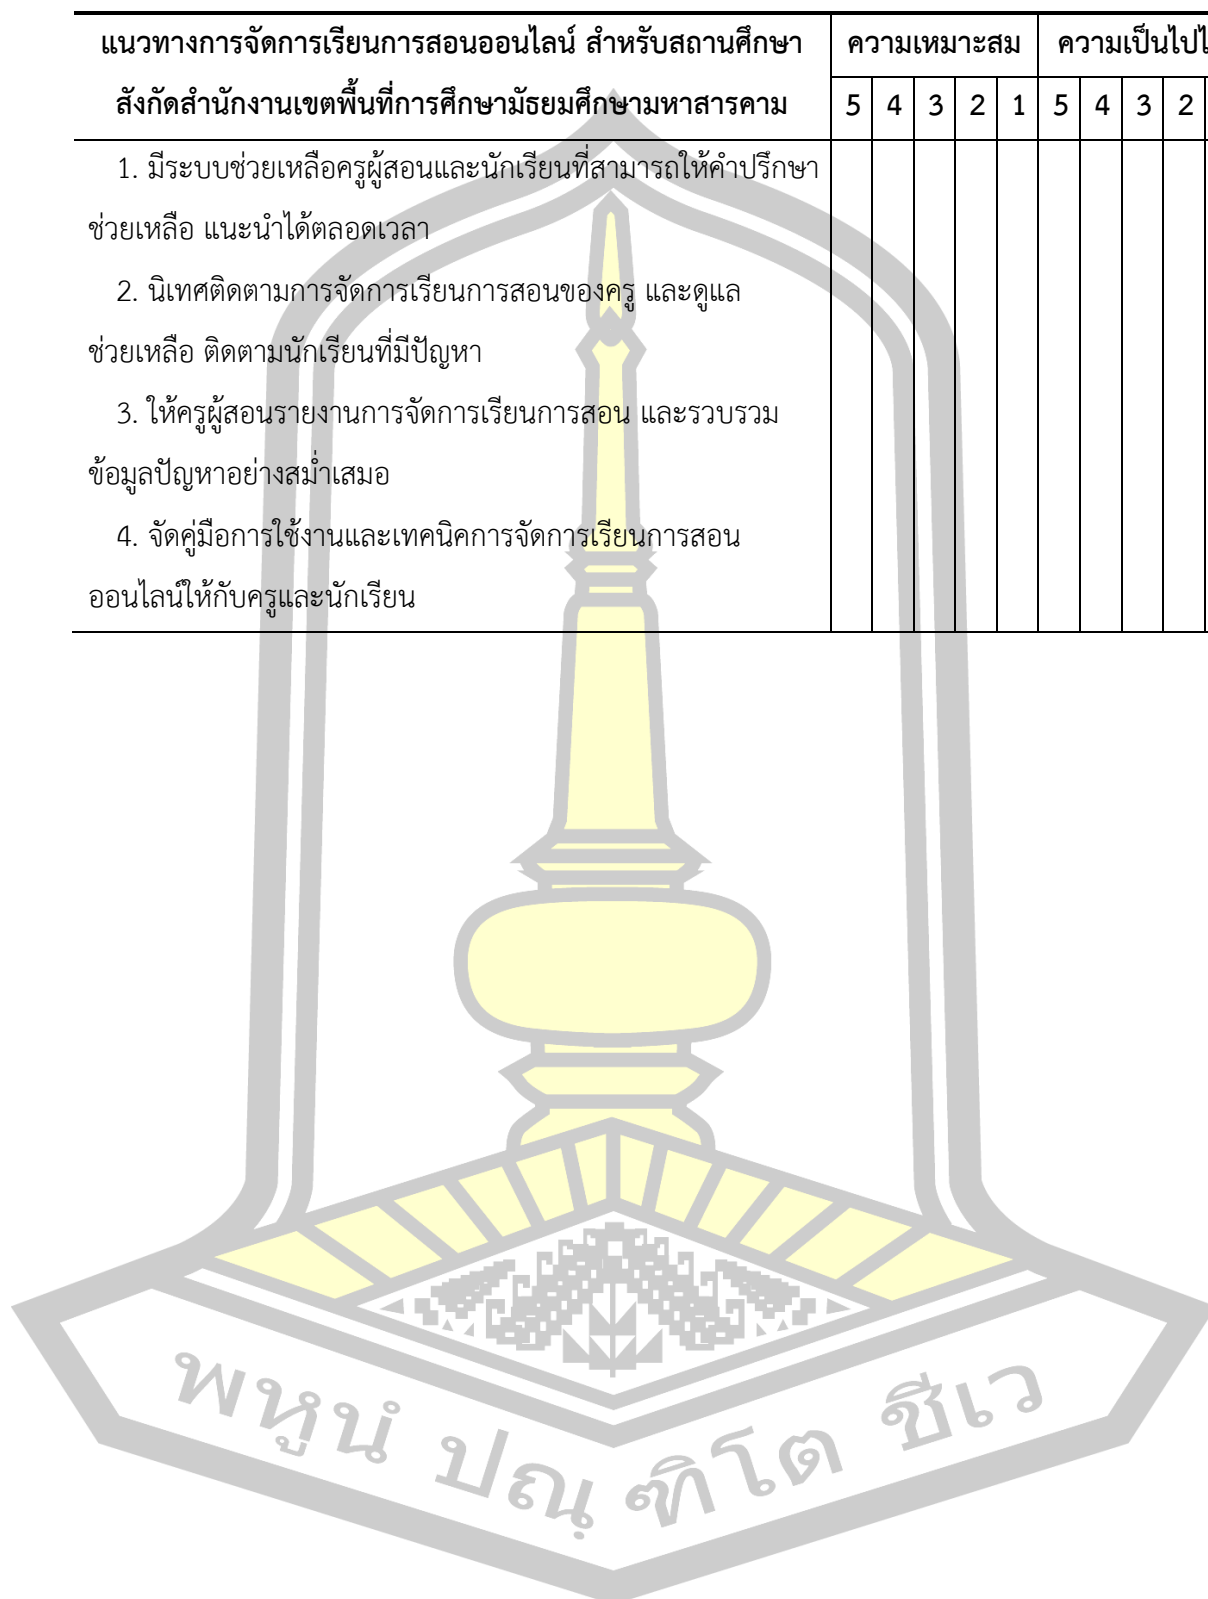 แนวทางการจัดการเรียนการสอนออนไลน์ สำหรับสถานศึกษา ความเหมาะสม ความเป็นไปไ
สังกัดสำนักงานเขตพื้นที่การศึกษามัธยมศึกษามหาสารคาม 5 4 3 2 1 5 4 3 2
1. มีระบบช่วยเหลือครูผู้สอนและนักเรียนที่สามารถให้คำปรึกษา
ช่วยเหลือ แนะนำได้ตลอดเวลา
2. นิเทศติดตามการจัดการเรียนการสอนของครู และดูแล
ช่วยเหลือ ติดตามนักเรียนที่มีปัญหา
3. ให้ครูผู้สอนรายงานการจัดการเรียนการสอน และรวบรวม
ข้อมูลปัญหาอย่างสม่ำเสมอ
4. จัดคู่มือการใช้งานและเทคนิคการจัดการเรียนการสอน
ออนไลน์ให้กับครูและนักเรียน
พหูนํ ปณฺฑิโต ชีเว